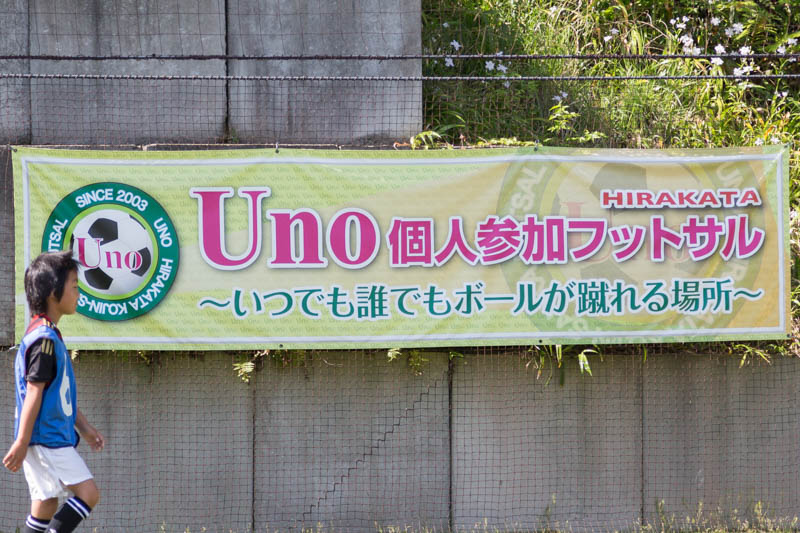 SINCE 2003
UNO HIRAKATA KOJIN-S
TSAL
Uno
HIRAKATA
Uno 個人参加フットサル
～いつでも誰でもボールが蹴れる場所～